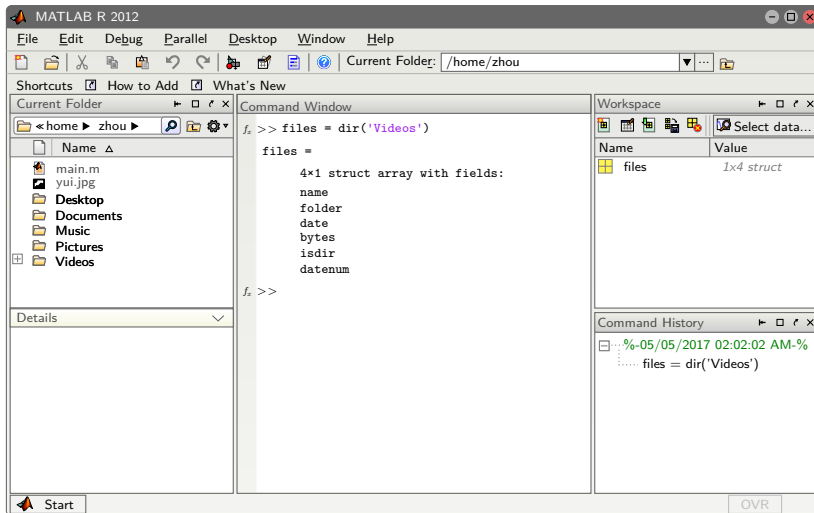 MATLAB R 2012
File Edit Debug Parallel Desktop Window Help
Current Folder: /home/zhou
Shortcuts How to Add What's New
Current Folder
« home ▶ zhou ▶
Name
main.m
yui.jpg
Desktop
Documents
Music
Pictures
Videos
Details
Command Window
fx >> files = dir('Videos')
files =
4×1 struct array with fields:
name
folder
date
bytes
isdir
datenum
fx >>
Workspace
Select data...
Name Value
files 1x4 struct
Command History
%-05/05/2017 02:02:02 AM-%
files = dir('Videos')
Start
OVR